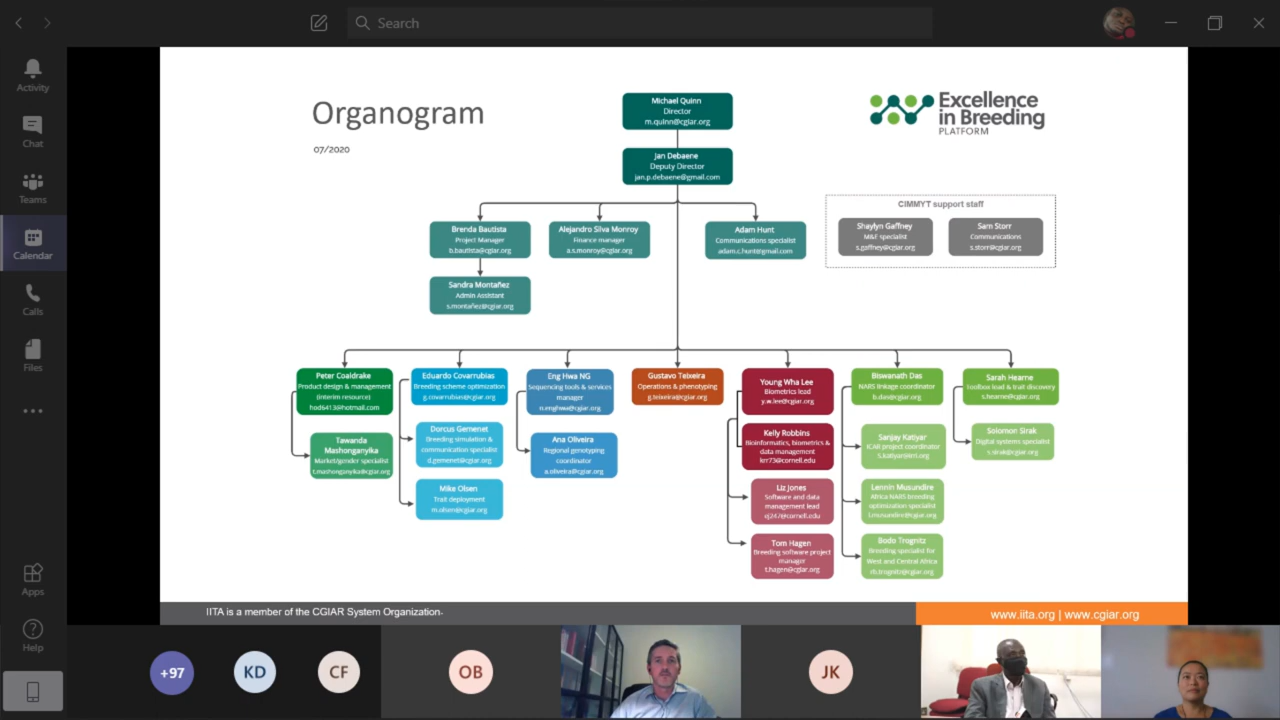 Search
Activity
Chat
Teams
Calendar
Calls
Files
Apps
Help
Organogram
07/2020
Excellence
in Breeding
PLATFORM
Michael Quinn
Director
m.quinn@cgiar.org
Jan Debaene
Deputy Director
jan.p.debaene@gmail.com
CIMMYT support staff
Shaylyn Gaffney
M&E specialist
s.gaffney@cgiar.org
Sam Storr
Communications
s.storr@cgiar.org
Brenda Bautista
Project Manager
b.bautista@cgiar.org
Alejandro Silva Monroy
Finance manager
a.s.monroy@cgiar.org
Adam Hunt
Communications specialist
adam.c.hunt@gmail.com
Sandra Montañez
Admin Assistant
s.montañez@cgiar.org
Peter Coaldrake
Product design & management
(interim resource)
hod6413@hotmail.com
Tawanda
Mashonganyika
Market/gender specialist
t.mashonganyika@cgiar.org
Eduardo Covarrubias
Breeding scheme optimization
g.covarrubias@cgiar.org
Dorcus Gemenet
Breeding simulation &
communication specialist
d.gemenet@cgiar.org
Mike Olsen
Trait deployment
m.olsen@cgiar.org
Eng Hwa NG
Sequencing tools & services
manager
n.enghwa@cgiar.org
Ana Oliveira
Regional genotyping
coordinator
a.oliveira@cgiar.org
Gustavo Teixeira
Operations & phenotyping
g.teixeira@cgiar.org
Young Wha Lee
Biometrics lead
y.w.lee@cgiar.org
Kelly Robbins
Bioinformatics, biometrics &
data management
krr73@cornell.edu
Liz Jones
Software and data
management lead
ej247@cornell.edu
Tom Hagen
Breeding software project
manager
t.hagen@cgiar.org
Biswanath Das
NARS linkage coordinator
b.das@cgiar.org
Sanjay Katiyar
ICAR project coordinator
S.katiyar@irri.org
Lennin Musundire
Africa NARS breeding
optimization specialist
l.musundire@cgiar.org
Bodo Trognitz
Breeding specialist for
West and Central Africa
rb.trognitz@cgiar.org
Sarah Hearne
Toolbox lead & trait discovery
s.hearne@cgiar.org
Solomon Sirak
Digital systems specialist
s.sirak@cgiar.org
IITA is a member of the CGIAR System Organization.
www.iita.org | www.cgiar.org
+97
KD
CF
OB
JK